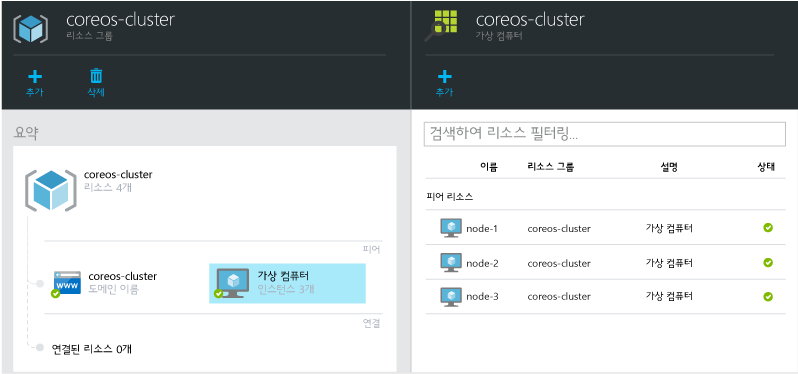 coreos-cluster
리소스 그룹
추가
삭제
요약
coreos-cluster
리소스 4개
피어
WWW
coreos-cluster
도메인 이름
가상 컴퓨터
인스턴스 3개
연결
연결된 리소스 0개
coreos-cluster
가상 컴퓨터
추가
검색하여 리소스 필터링...
이름 리소스 그룹 설명 상태
피어 리소스
node-1 coreos-cluster 가상 컴퓨터
node-2 coreos-cluster 가상 컴퓨터
node-3 coreos-cluster 가상 컴퓨터